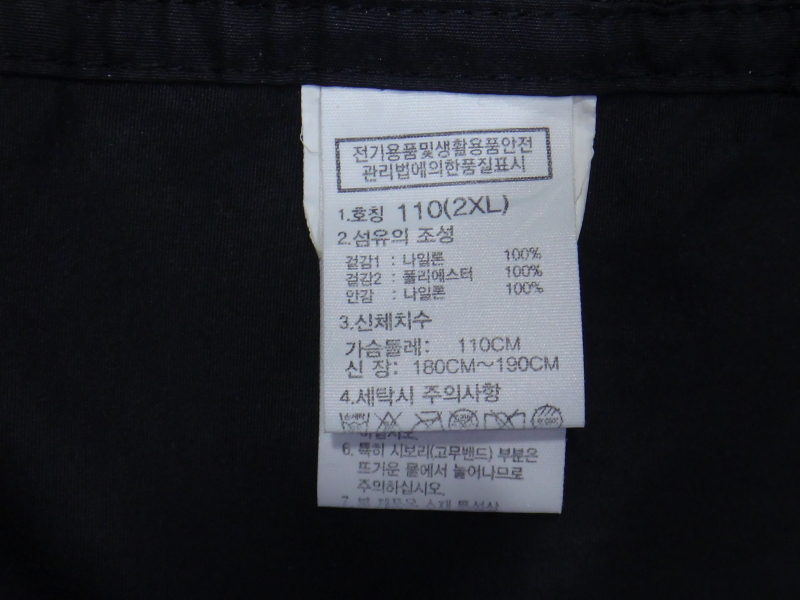 전기용품및생활용품안전
관리법에의한품질표시
1.호칭 110(2XL)
2.섬유의 조성
겉감1 : 나일론 100%
겉감2 : 폴리에스터 100%
안감 : 나일론 100%
3.신체치수
가슴둘레: 110CM
신 장: 180CM~190CM
4.세탁시 주의사항
6. 특히 시보리(고무밴드) 부분은
뜨거운 물에서 늘어나므로
주의하십시오.